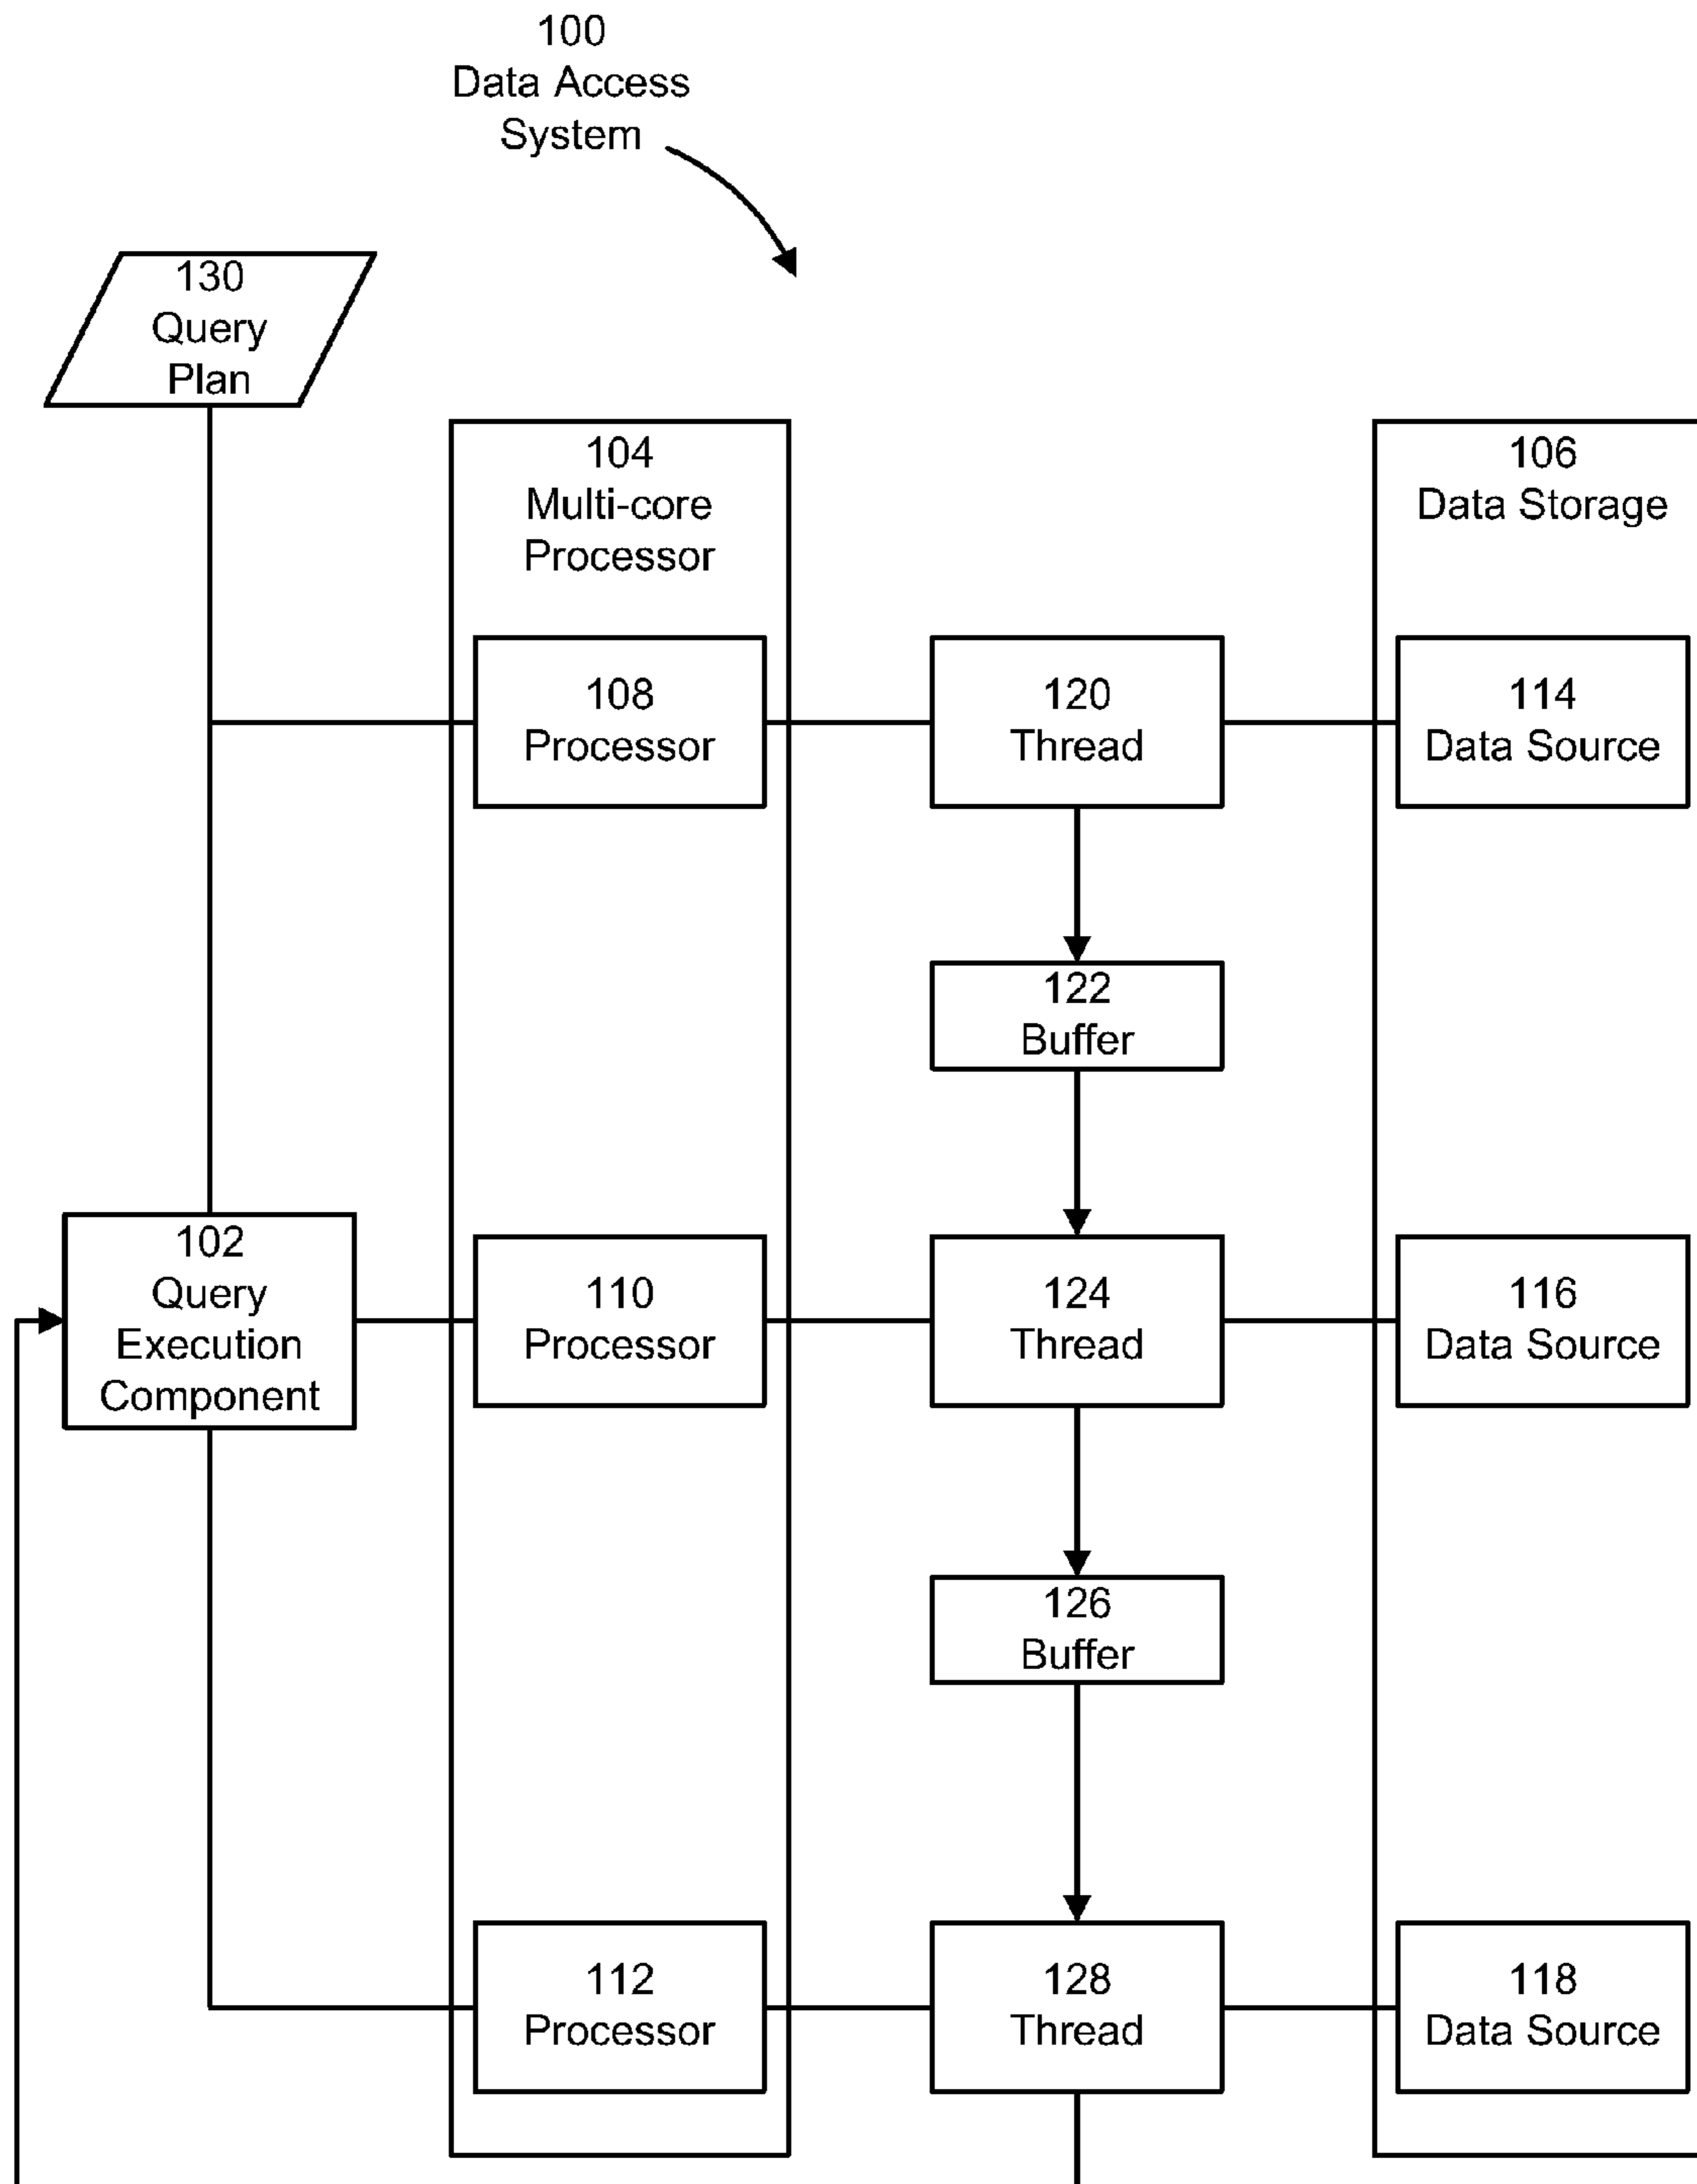 100
Data Access
System
130
Query
Plan
104
Multi-core
Processor
106
Data Storage
108
Processor
120
Thread
114
Data Source
122
Buffer
102
Query
Execution
Component
110
Processor
124
Thread
116
Data Source
126
Buffer
112
Processor
128
Thread
118
Data Source